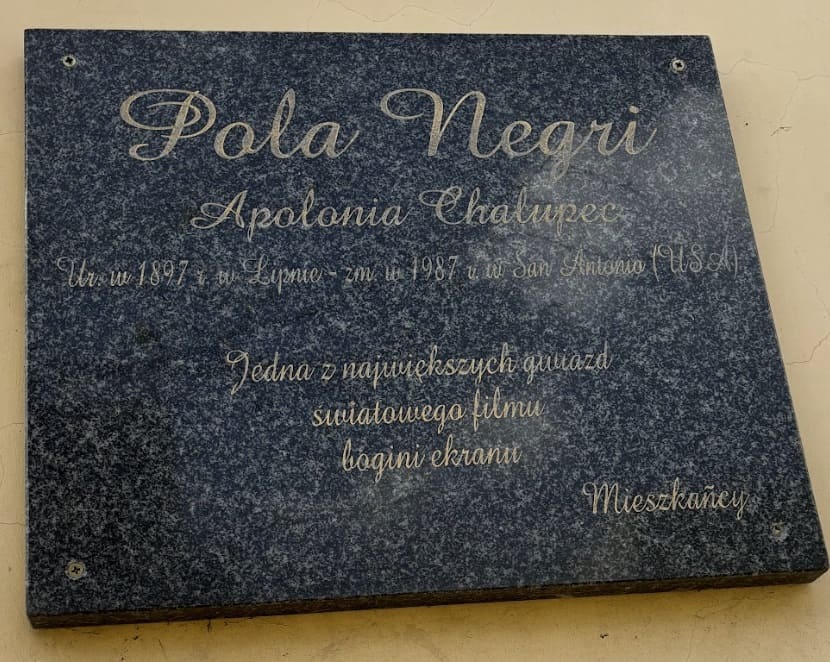 Pola Negri
Apolonia Chałupec
Ur. w 1897 r. w Lipnie - zm. w 1987 r. w San Antonio (USA)
Jedna z największych gwiazd
światowego filmu
bogini ekranu
Mieszkańcy